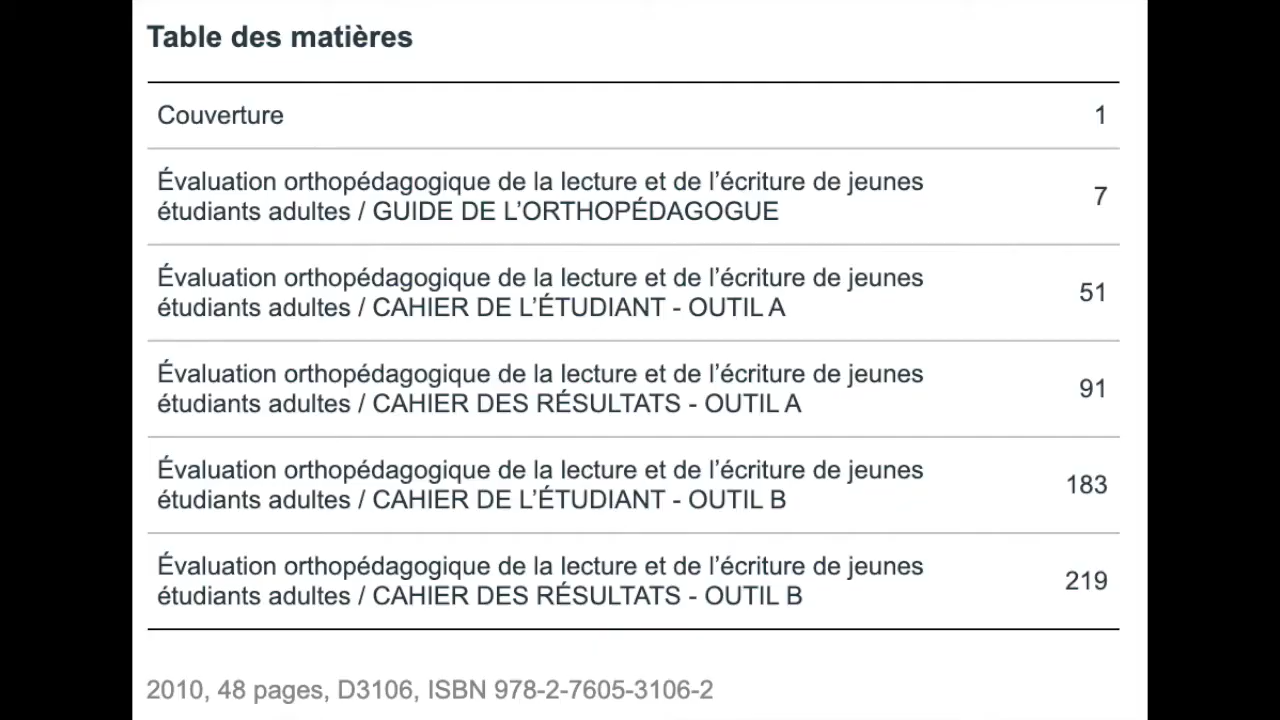 Table des matières
Couverture 1
Évaluation orthopédagogique de la lecture et de l’écriture de jeunes
étudiants adultes / GUIDE DE L’ORTHOPÉDAGOGUE 7
Évaluation orthopédagogique de la lecture et de l’écriture de jeunes
étudiants adultes / CAHIER DE L’ÉTUDIANT - OUTIL A 51
Évaluation orthopédagogique de la lecture et de l’écriture de jeunes
étudiants adultes / CAHIER DES RÉSULTATS - OUTIL A 91
Évaluation orthopédagogique de la lecture et de l’écriture de jeunes
étudiants adultes / CAHIER DE L’ÉTUDIANT - OUTIL B 183
Évaluation orthopédagogique de la lecture et de l’écriture de jeunes
étudiants adultes / CAHIER DES RÉSULTATS - OUTIL B 219
2010, 48 pages, D3106, ISBN 978-2-7605-3106-2